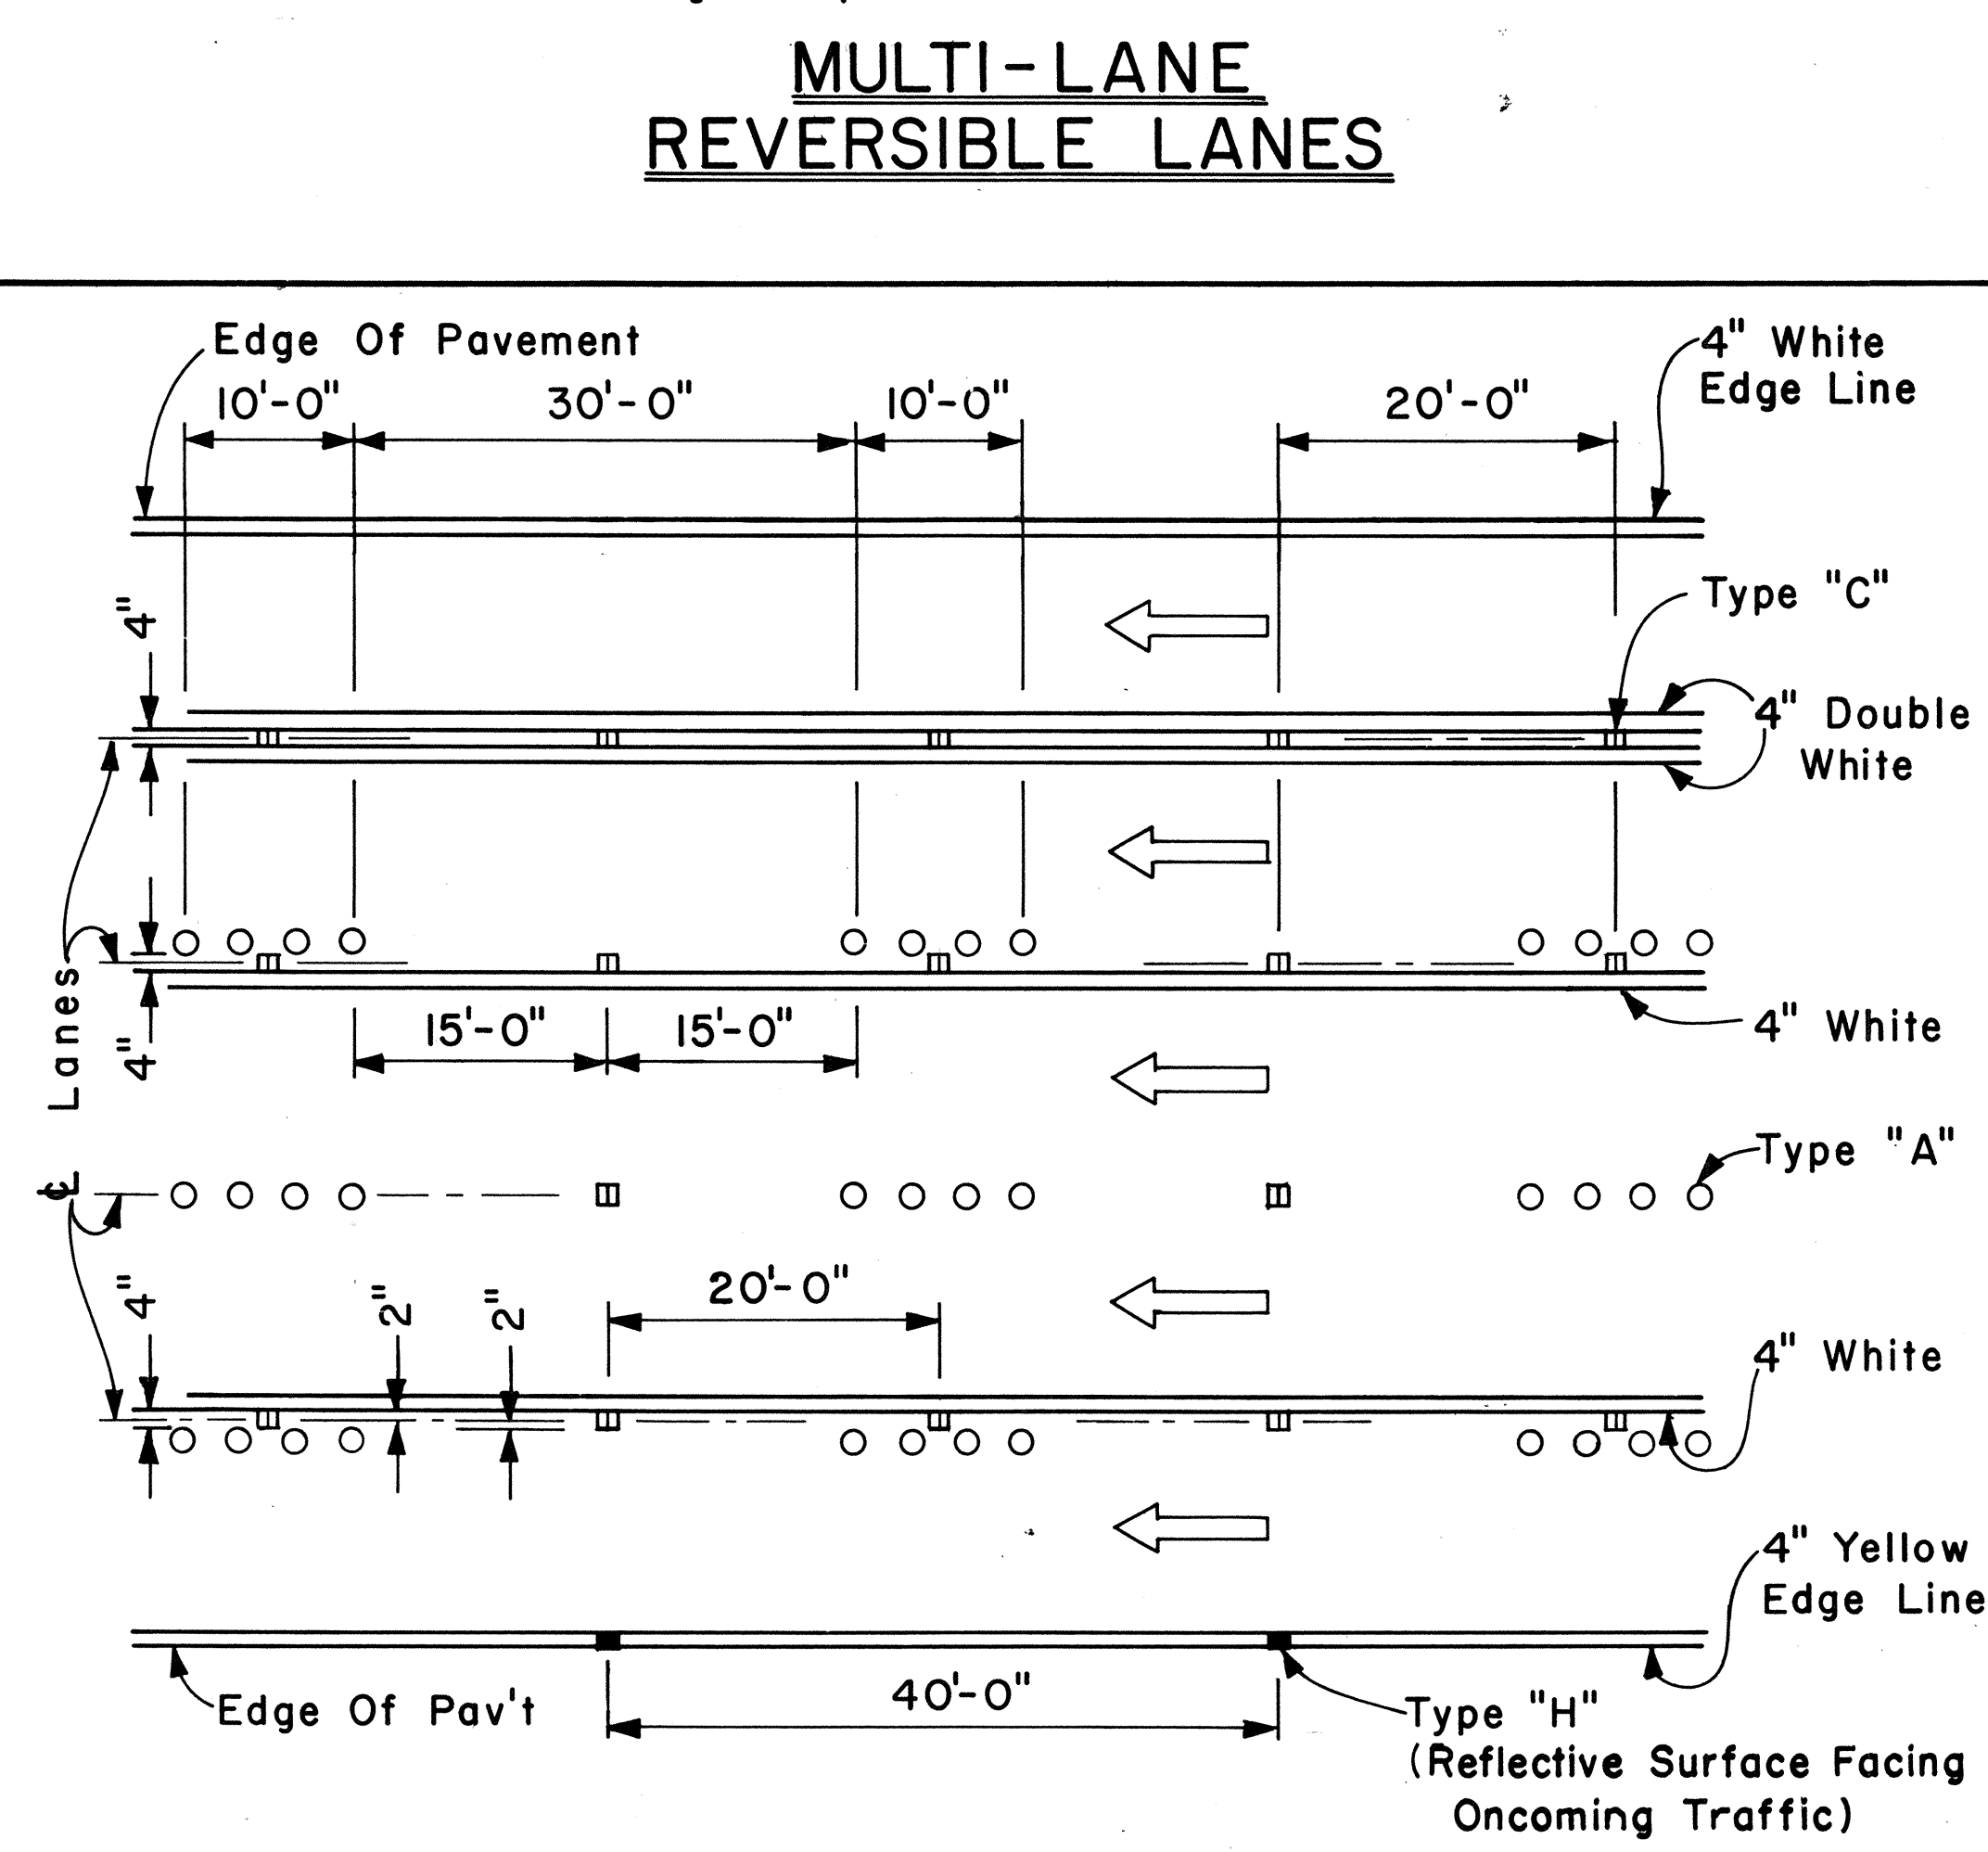 MULTI-LANE
REVERSIBLE LANES
Edge Of Pavement
4" White
Edge Line
10'-0"
30'-0"
10'-0"
20'-0"
Type "C"
4"
4" Double
White
℄ Lanes
4"
15'-0"
15'-0"
4" White
Type "A"
20'-0"
4"
2"
2"
4" White
4" Yellow
Edge Line
Edge Of Pav't
40'-0"
Type "H"
(Reflective Surface Facing
Oncoming Traffic)